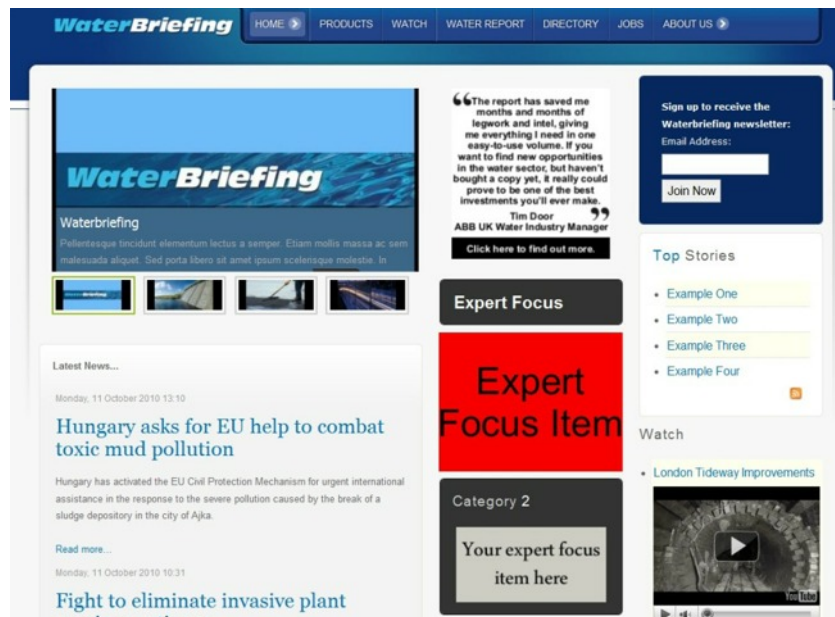 WaterBriefing
HOME
PRODUCTS
WATCH
WATER REPORT
DIRECTORY
JOBS
ABOUT US
WaterBriefing
Waterbriefing
Pellentesque tincidunt elementum lectus a semper. Etiam mollis massa ac sem
malesuada aliquet. Sed porta libero sit amet ipsum scelerisque molestie. In
Latest News...
Monday, 11 October 2010 13:10
Hungary asks for EU help to combat
toxic mud pollution
Hungary has activated the EU Civil Protection Mechanism for urgent international
assistance in the response to the severe pollution caused by the break of a
sludge depository in the city of Ajka.
Read more...
Monday, 11 October 2010 10:31
Fight to eliminate invasive plant
“The report has saved me
months and months of
legwork and intel, giving
me everything I need in one
easy-to-use volume. If you
want to find new opportunities
in the water sector, but haven't
bought a copy yet, it really could
prove to be one of the best
investments you'll ever make.
Tim Door ”
ABB UK Water Industry Manager
Click here to find out more.
Expert Focus
Expert
Focus Item
Category 2
Your expert focus
item here
Sign up to receive the
Waterbriefing newsletter:
Email Address:
Join Now
Top Stories
Example One
Example Two
Example Three
Example Four
Watch
London Tideway Improvements
YouTube